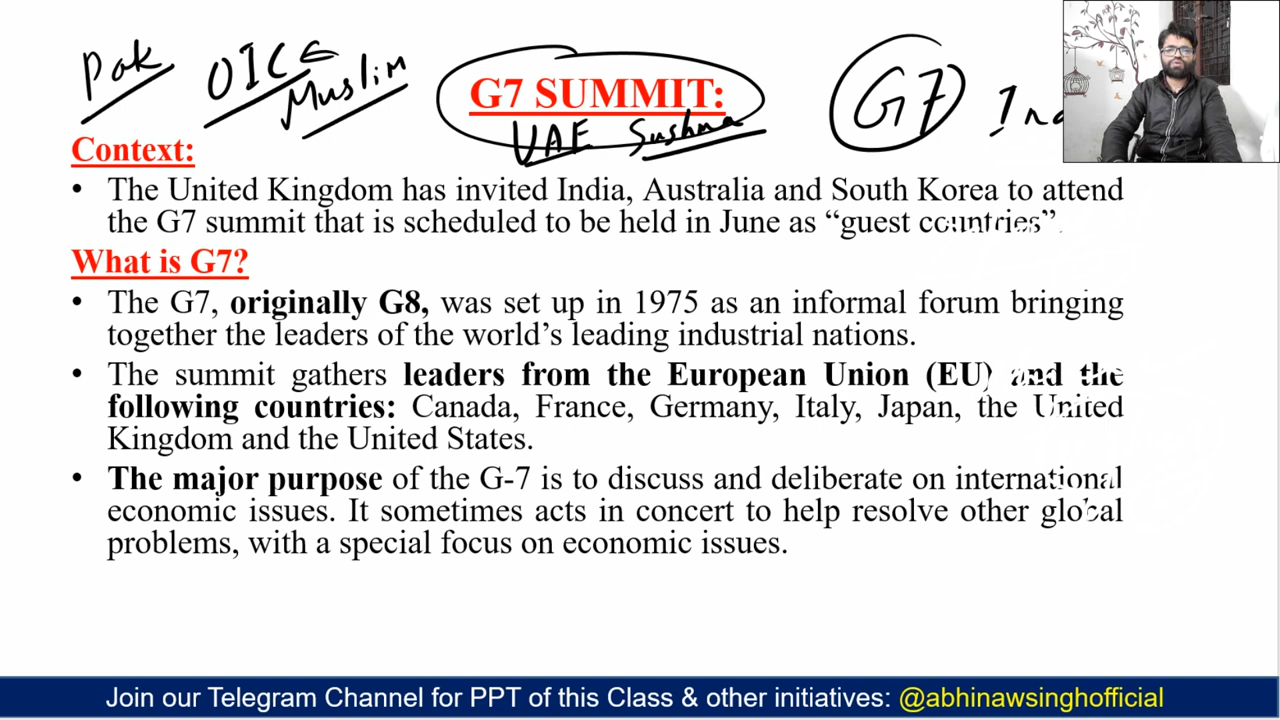 Pak OIC Muslim
G7 SUMMIT:
G7
UAE Sushma
Context:
• The United Kingdom has invited India, Australia and South Korea to attend
the G7 summit that is scheduled to be held in June as “guest countries”.
What is G7?
• The G7, originally G8, was set up in 1975 as an informal forum bringing
together the leaders of the world’s leading industrial nations.
• The summit gathers leaders from the European Union (EU) and the
following countries: Canada, France, Germany, Italy, Japan, the United
Kingdom and the United States.
• The major purpose of the G-7 is to discuss and deliberate on international
economic issues. It sometimes acts in concert to help resolve other global
problems, with a special focus on economic issues.
Join our Telegram Channel for PPT of this Class & other initiatives: @abhinawsinghofficial